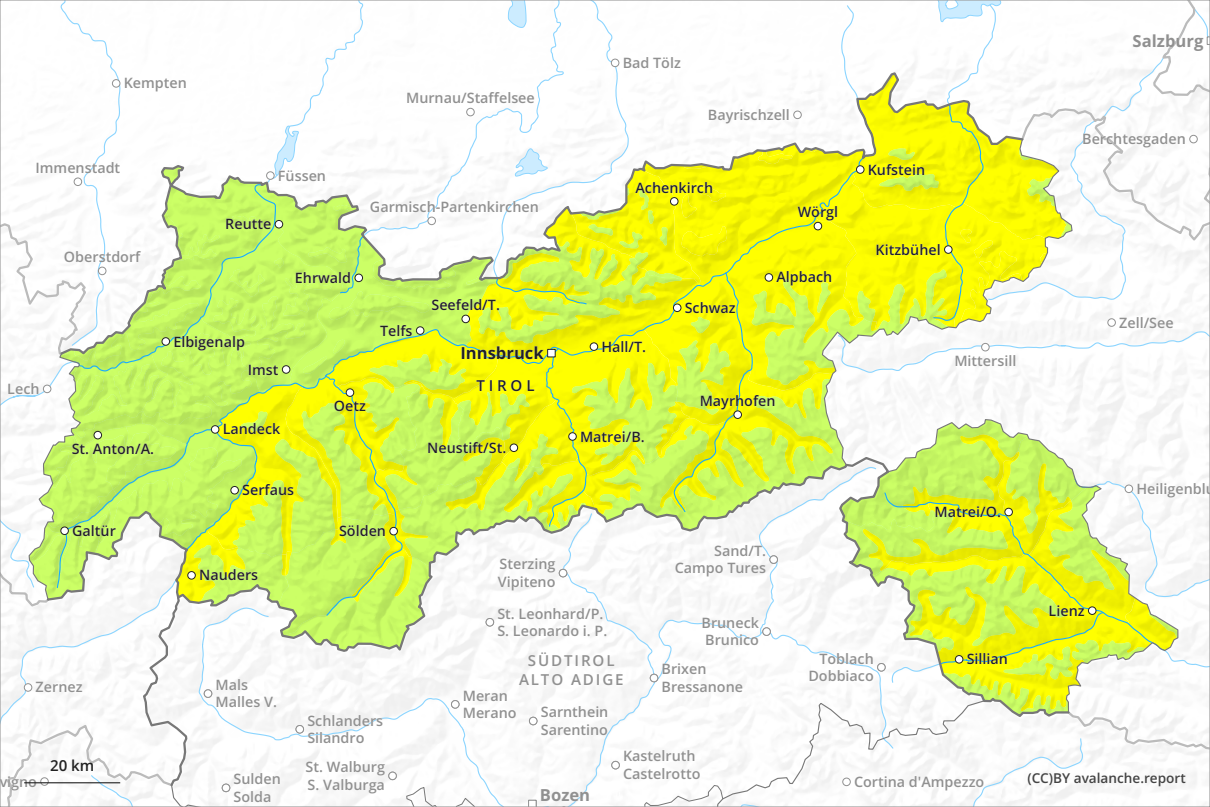 Salzburg
Bad Tölz
Kempten
Murnau/Staffelsee
Bayrischzell
Berchtesgaden
Immenstadt
Kufstein
Füssen
Achenkirch
Garmisch-Partenkirchen
Wörgl
Reutte
Kitzbühel
Oberstdorf
Ehrwald
Alpbach
Seefeld/T.
Schwaz
Zell/See
Telfs
Elbigenalp
Innsbruck
Hall/T.
Mittersill
Imst
TIROL
Lech
Oetz
Mayrhofen
Landeck
Matrei/B.
St. Anton/A.
Neustift/St.
Serfaus
Heiligenblu
Matrei/O.
Galtür
Sölden
Sand/T.
Campo Tures
Sterzing
Vipiteno
Nauders
Lienz
St. Leonhard/P.
S. Leonardo i. P.
Bruneck
Brunico
SÜDTIROL
ALTO ADIGE
Sillian
Toblach
Dobbiaco
Brixen
Bressanone
Zernez
Mals
Malles V.
Meran
Merano
Sarnthein
Sarentino
Schlanders
Silandro
Kastelruth
Castelrotto
20 km
St. Walburg
S. Valburga
Sulden
Solda
vigno
Cortina d'Ampezzo
(CC)BY avalanche.report
Bozen